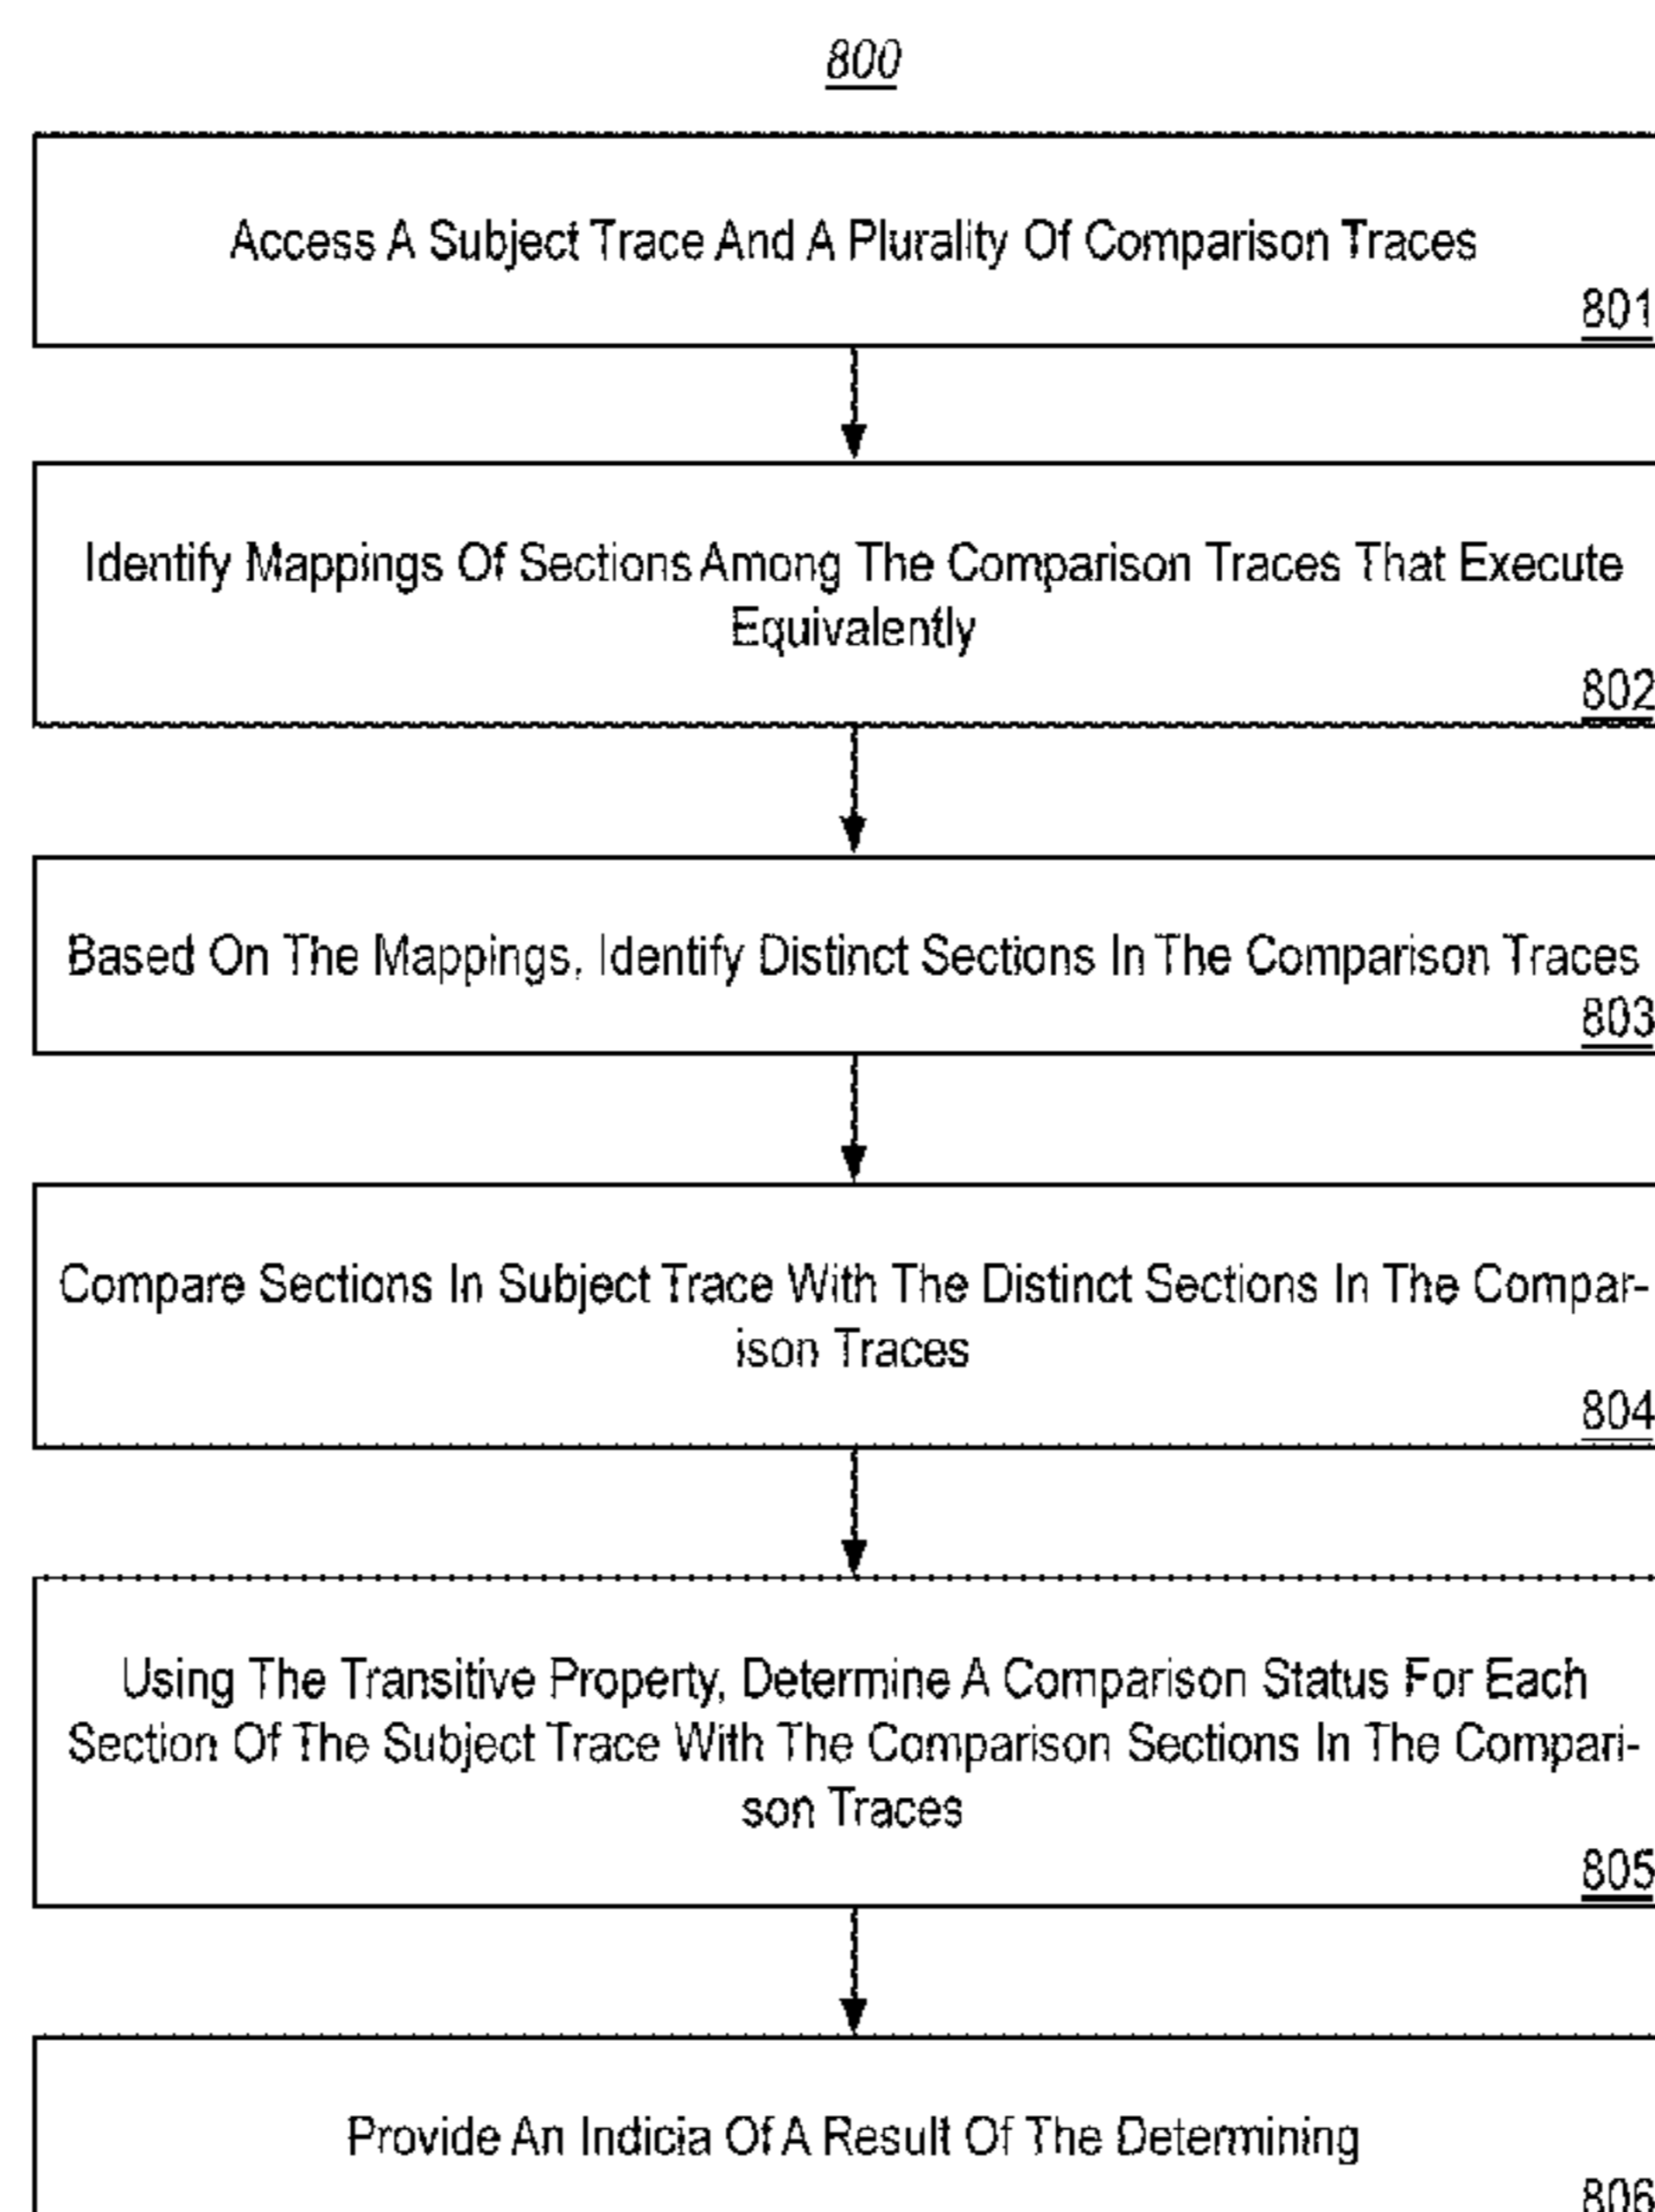 800
Access A Subject Trace And A Plurality Of Comparison Traces
801
Identify Mappings Of Sections Among The Comparison Traces That Execute
Equivalently
802
Based On The Mappings, Identify Distinct Sections In The Comparison Traces
803
Compare Sections In Subject Trace With The Distinct Sections In The Compar-
ison Traces
804
Using The Transitive Property, Determine A Comparison Status For Each
Section Of The Subject Trace With The Comparison Sections In The Compari-
son Traces
805
Provide An Indicia Of A Result Of The Determining
806